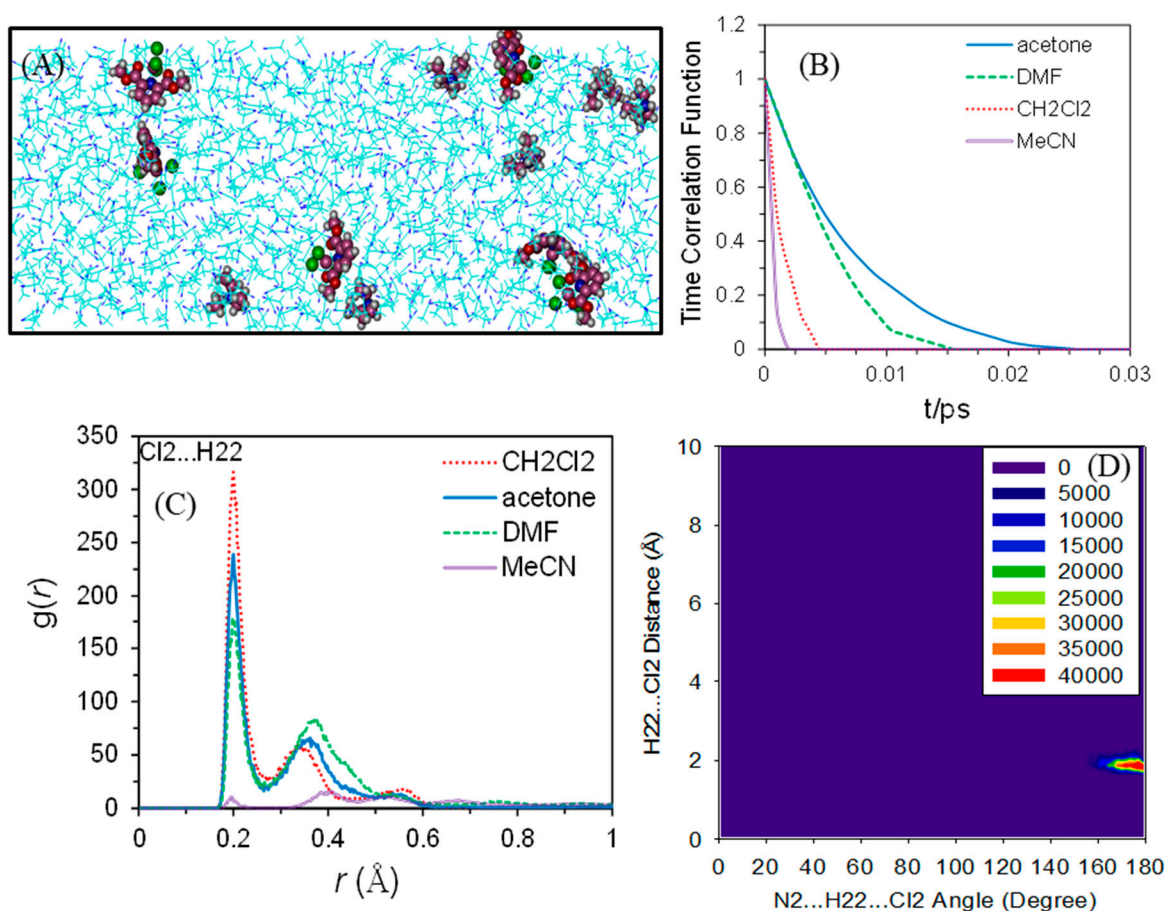 (A)
(B)
Time Correlation Function
1.2
1
0.8
0.6
0.4
0.2
0
acetone
DMF
CH2Cl2
MeCN
0
0.01
0.02
0.03
t/ps
(C)
Cl2...H22
g(r)
350
300
250
200
150
100
50
0
CH2Cl2
acetone
DMF
MeCN
0
0.2
0.4
0.6
0.8
1
r (Å)
(D)
H22...Cl2 Distance (Å)
10
8
6
4
2
0
0
5000
10000
15000
20000
25000
30000
35000
40000
0 20 40 60 80 100 120 140 160 180
N2...H22...Cl2 Angle (Degree)